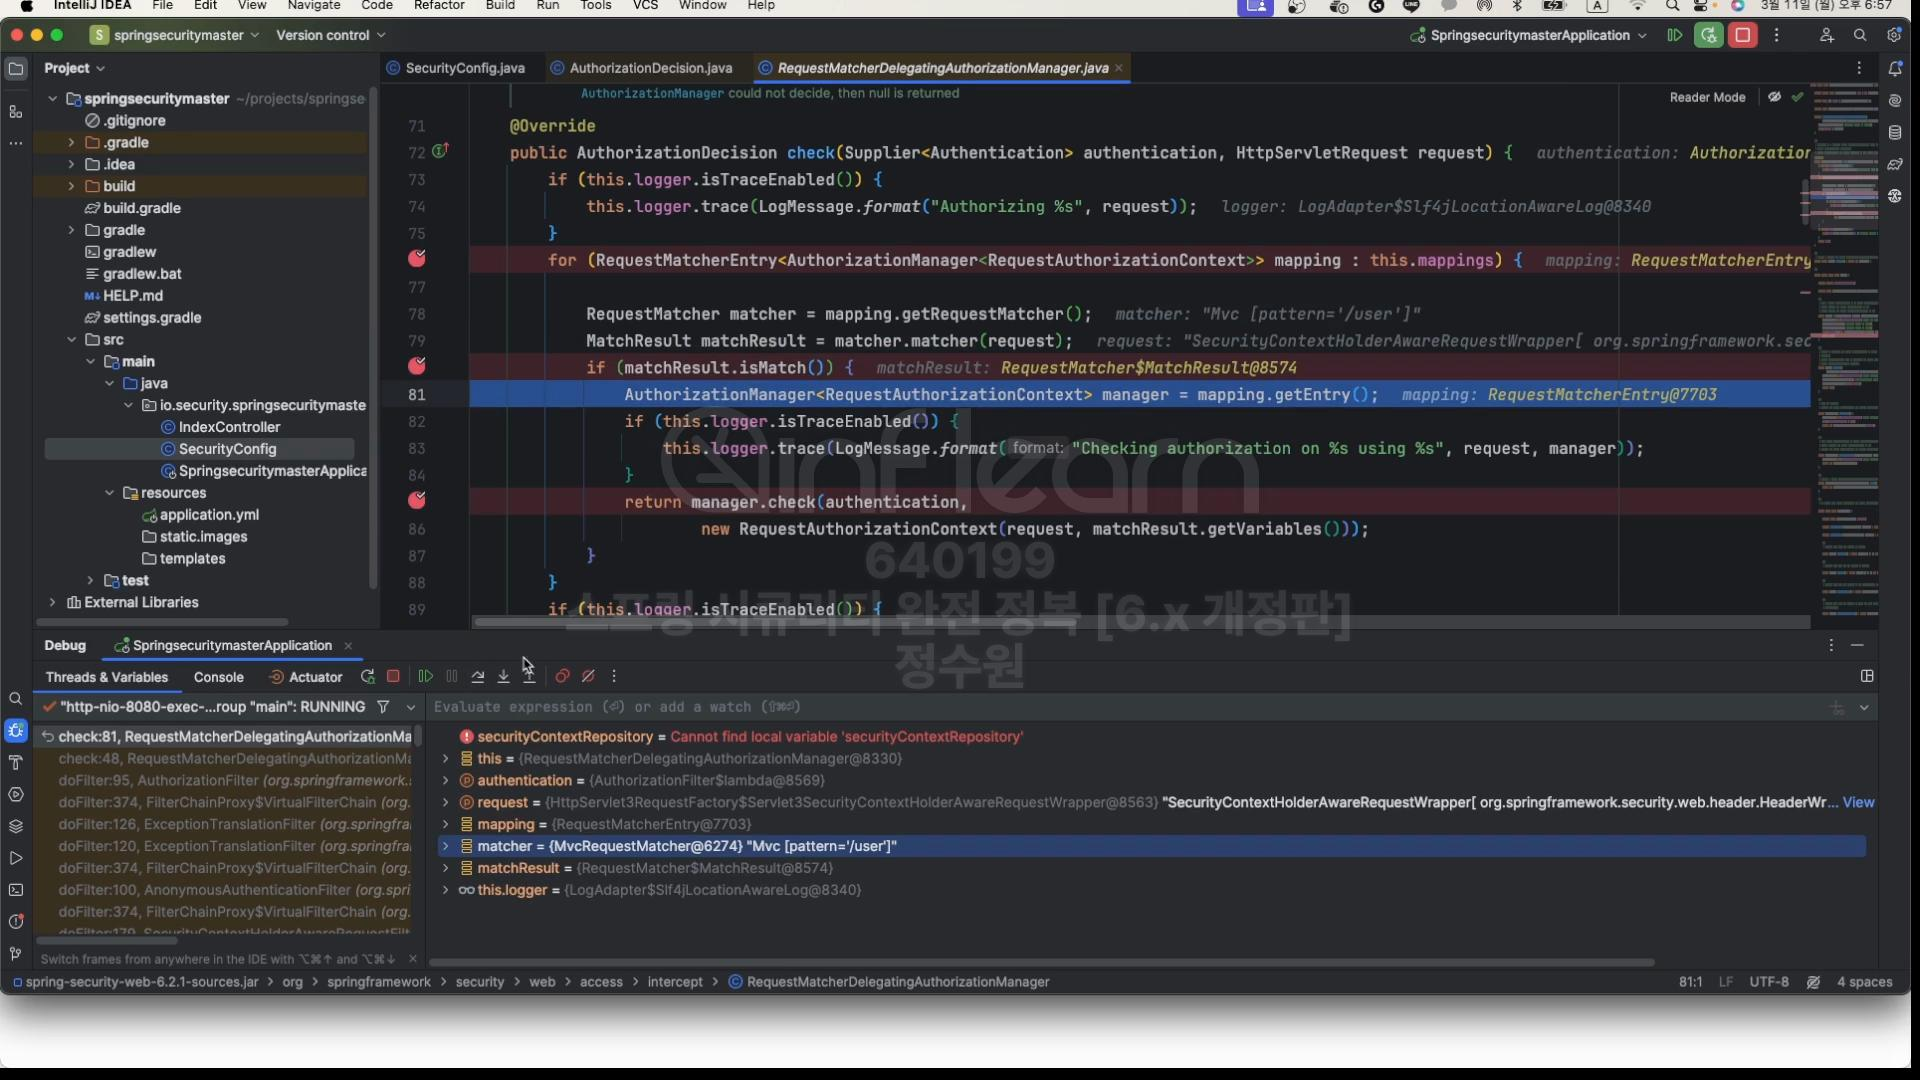 IntelliJ IDEA File Edit View Navigate Code Refactor Build Run Tools VCS Window Help 3월 11일 (월) 오후 6:57
S springsecuritymaster Version control SpringsecuritymasterApplication
Project
SecurityConfig.java AuthorizationDecision.java RequestMatcherDelegatingAuthorizationManager.java
springsecuritymaster ~/projects/springse
.gitignore
.gradle
.idea
build
build.gradle
gradle
gradlew
gradlew.bat
HELP.md
settings.gradle
src
main
java
io.security.springsecuritymaste
IndexController
SecurityConfig
SpringsecuritymasterApplica
resources
application.yml
static.images
templates
test
External Libraries
AuthorizationManager could not decide, then null is returned
Reader Mode
71 @Override
72 public AuthorizationDecision check(Supplier<Authentication> authentication, HttpServletRequest request) { authentication: Authorization
73 if (this.logger.isTraceEnabled()) {
74 this.logger.trace(LogMessage.format("Authorizing %s", request)); logger: LogAdapter$Slf4jLocationAwareLog@8340
75 }
for (RequestMatcherEntry<AuthorizationManager<RequestAuthorizationContext>> mapping : this.mappings) { mapping: RequestMatcherEntry
77
78 RequestMatcher matcher = mapping.getRequestMatcher(); matcher: "Mvc [pattern='/user']"
79 MatchResult matchResult = matcher.matcher(request); request: "SecurityContextHolderAwareRequestWrapper[ org.springframework.sec
if (matchResult.isMatch()) { matchResult: RequestMatcher$MatchResult@8574
81 AuthorizationManager<RequestAuthorizationContext> manager = mapping.getEntry(); mapping: RequestMatcherEntry@7703
82 if (this.logger.isTraceEnabled()) {
83 this.logger.trace(LogMessage.format( format: "Checking authorization on %s using %s", request, manager));
84 }
return manager.check(authentication,
86 new RequestAuthorizationContext(request, matchResult.getVariables()));
87 }
88 }
89 if (this.logger.isTraceEnabled()) {
inflearn
640199
스프링 시큐리티 완전 정복 [6.x 개정판]
정수원
Debug SpringsecuritymasterApplication
Threads & Variables Console Actuator
"http-nio-8080-exec-...roup "main": RUNNING
Evaluate expression (⏎) or add a watch (⇧⌘⏎)
check:81, RequestMatcherDelegatingAuthorizationMa
check:48, RequestMatcherDelegatingAuthorizationMa
doFilter:95, AuthorizationFilter (org.springframework.
doFilter:374, FilterChainProxy$VirtualFilterChain (org.
doFilter:126, ExceptionTranslationFilter (org.springfra
doFilter:120, ExceptionTranslationFilter (org.springfra
doFilter:374, FilterChainProxy$VirtualFilterChain (org.
doFilter:100, AnonymousAuthenticationFilter (org.spri
doFilter:374, FilterChainProxy$VirtualFilterChain (org.
doFilter:179, SecurityContextHolderAwareRequestFilt
Switch frames from anywhere in the IDE with ⌥⌘↑ and ⌥⌘↓
securityContextRepository = Cannot find local variable 'securityContextRepository'
this = {RequestMatcherDelegatingAuthorizationManager@8330}
authentication = {AuthorizationFilter$lambda@8569}
request = {HttpServlet3RequestFactory$Servlet3SecurityContextHolderAwareRequestWrapper@8563} "SecurityContextHolderAwareRequestWrapper[ org.springframework.security.web.header.HeaderWr... View
mapping = {RequestMatcherEntry@7703}
matcher = {MvcRequestMatcher@6274} "Mvc [pattern='/user']"
matchResult = {RequestMatcher$MatchResult@8574}
this.logger = {LogAdapter$Slf4jLocationAwareLog@8340}
spring-security-web-6.2.1-sources.jar > org > springframework > security > web > access > intercept > RequestMatcherDelegatingAuthorizationManager 81:1 LF UTF-8 4 spaces